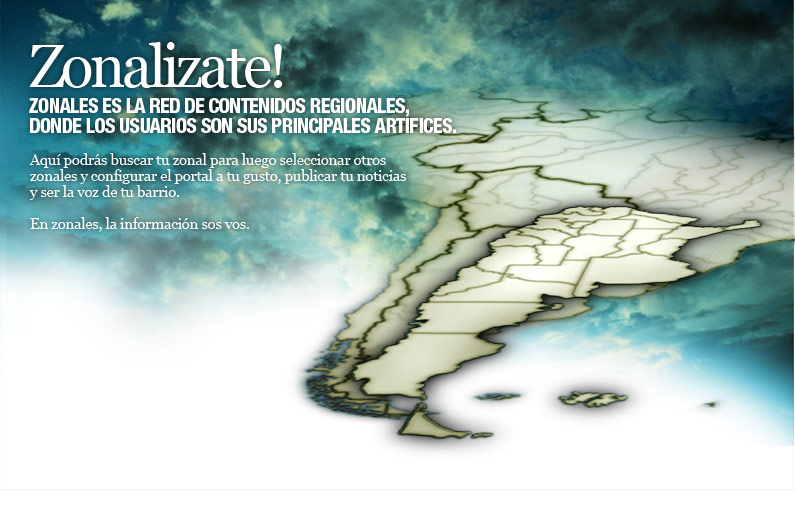 Zonalizate!
ZONALES ES LA RED DE CONTENIDOS REGIONALES,
DONDE LOS USUARIOS SON SUS PRINCIPALES ARTÍFICES.
Aquí podrás buscar tu zonal para luego seleccionar otros
zonales y configurar el portal a tu gusto, publicar tu noticias
y ser la voz de tu barrio.
En zonales, la información sos vos.